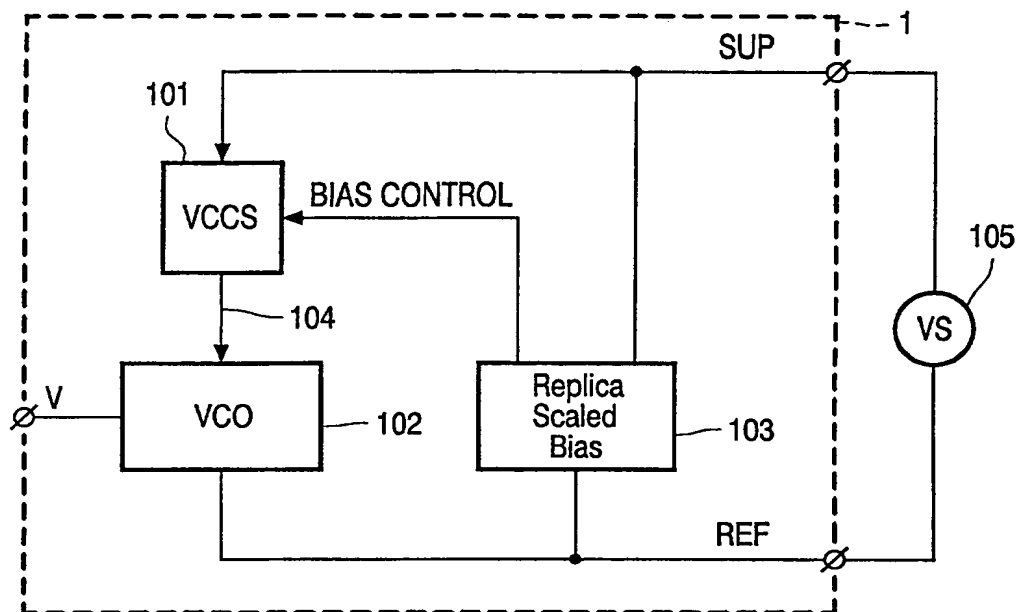 1
SUP
101
VCCS
BIAS CONTROL
105
VS
104
V
VCO
102
Replica
Scaled
Bias
103
REF